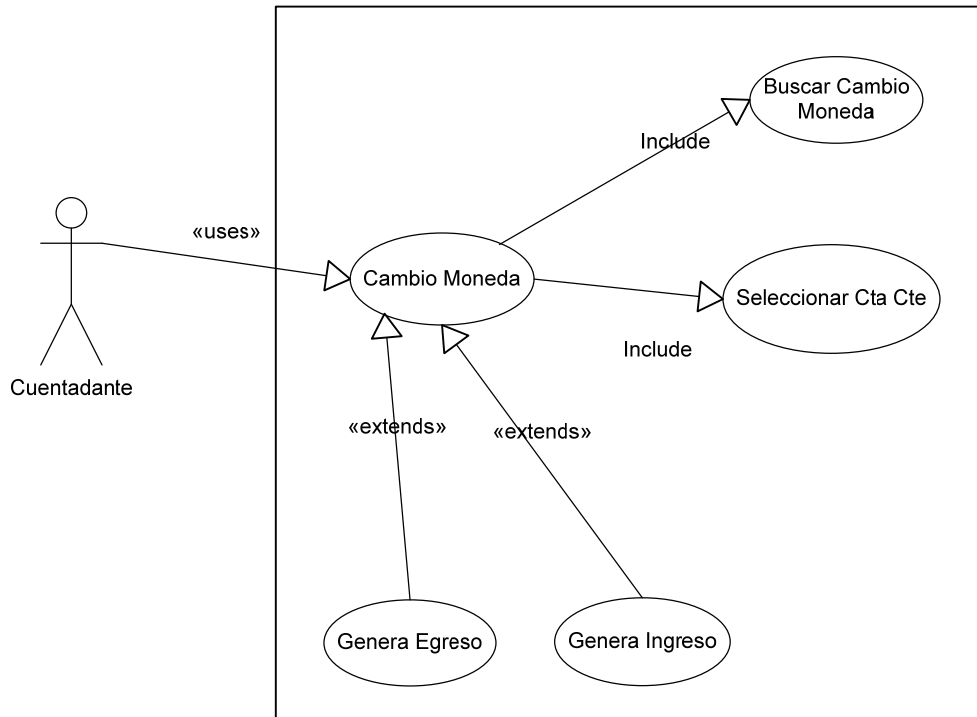 Buscar Cambio
Moneda
Include
«uses»
Cambio Moneda
Seleccionar Cta Cte
Include
Cuentadante
«extends»
«extends»
Genera Egreso
Genera Ingreso